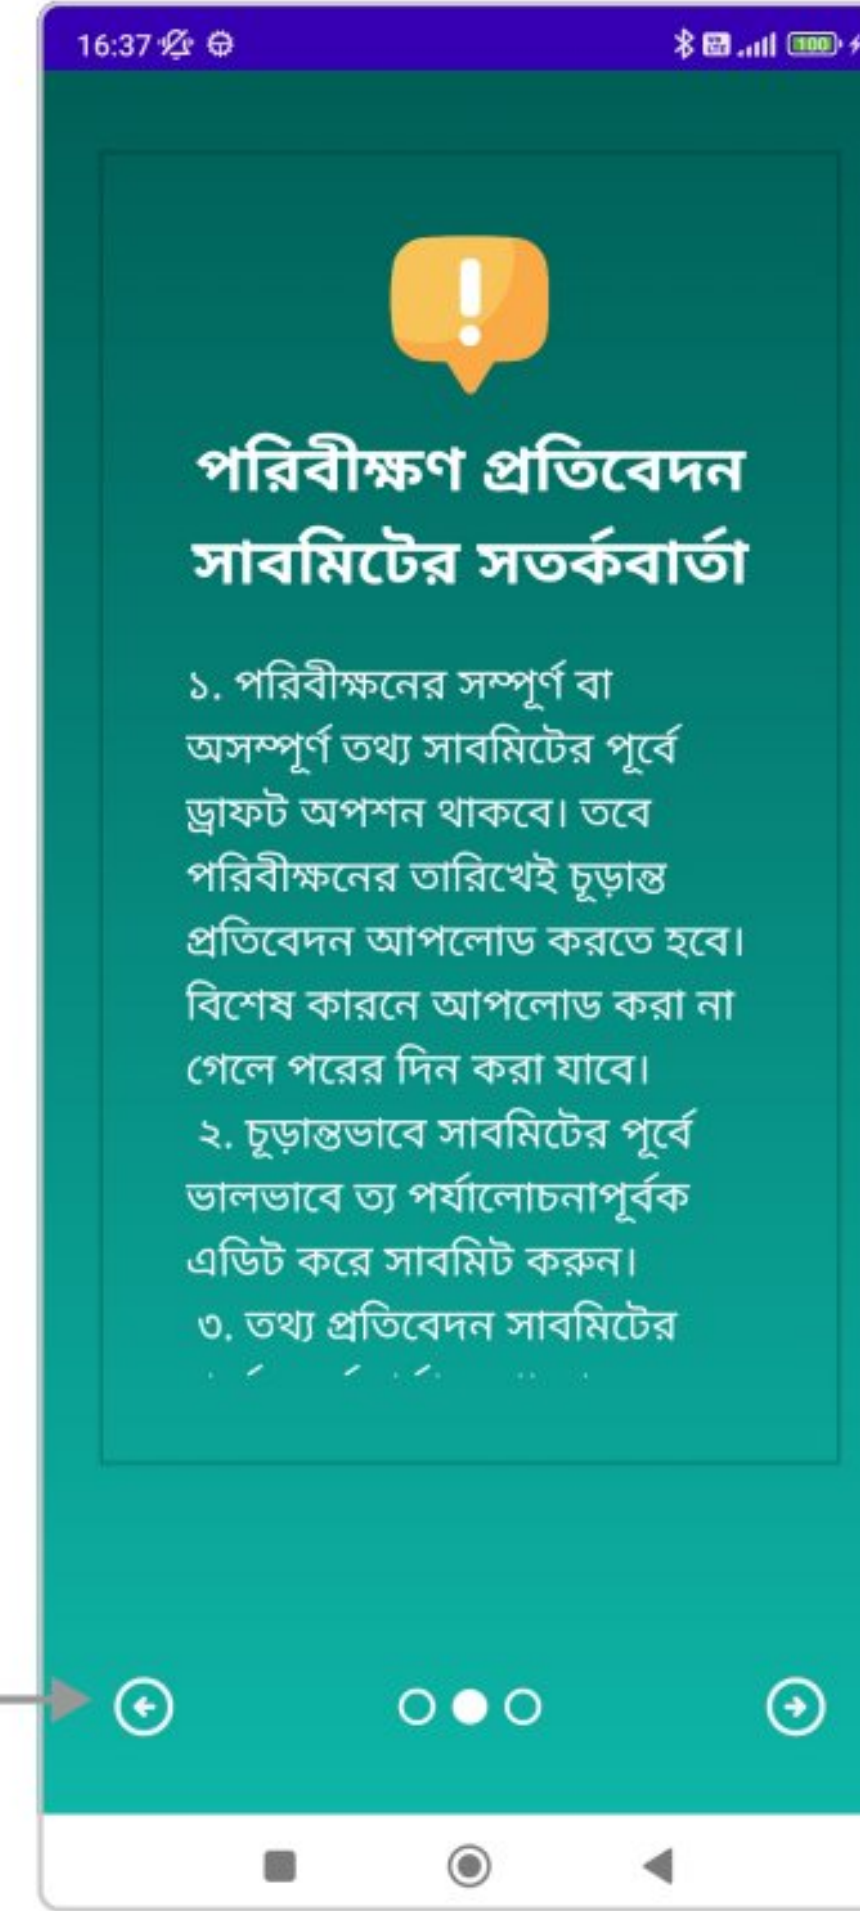 16:37
100
পরিবীক্ষণ প্রতিবেদন
সাবমিটের সতর্কবার্তা
১. পরিবীক্ষনের সম্পূর্ণ বা
অসম্পূর্ণ তথ্য সাবমিটের পূর্বে
ড্রাফট অপশন থাকবে। তবে
পরিবীক্ষনের তারিখেই চূড়ান্ত
প্রতিবেদন আপলোড করতে হবে।
বিশেষ কারনে আপলোড করা না
গেলে পরের দিন করা যাবে।
২. চূড়ান্তভাবে সাবমিটের পূর্বে
ভালভাবে ত্য পর্যালোচনাপূর্বক
এডিট করে সাবমিট করুন।
৩. তথ্য প্রতিবেদন সাবমিটের